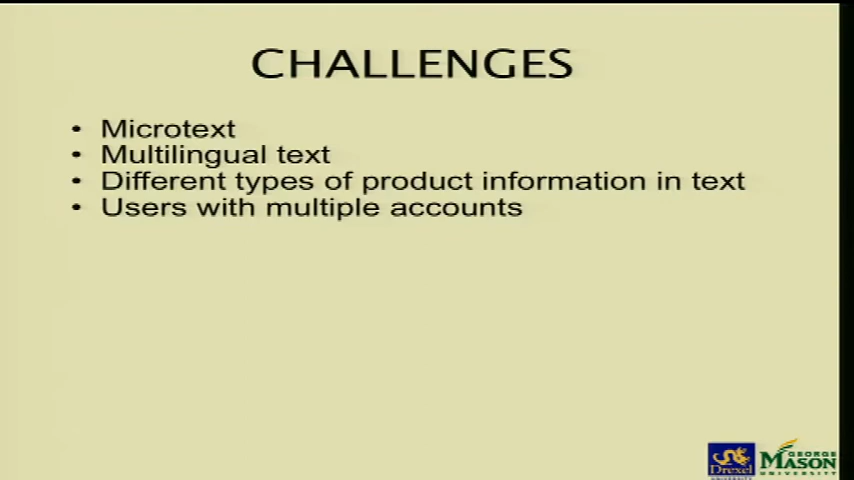 CHALLENGES
• Microtext
• Multilingual text
• Different types of product information in text
• Users with multiple accounts
Drexel
UNIVERSITY
GEORGE
MASON
UNIVERSITY